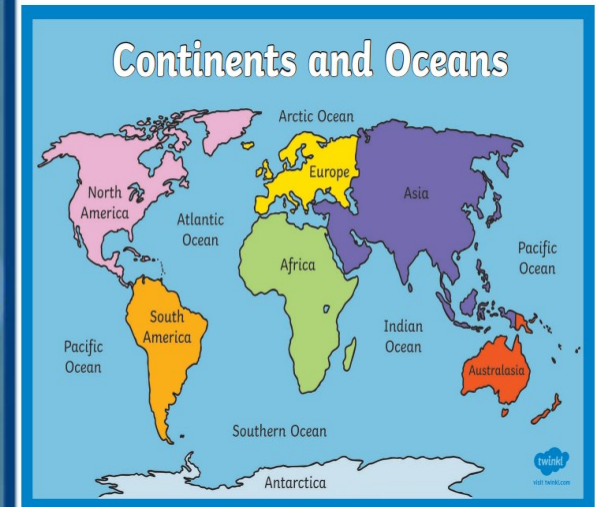 Continents and Oceans
Arctic Ocean
Europe
Asia
North
America
Atlantic
Ocean
Africa
Pacific
Ocean
South
America
Indian
Ocean
Pacific
Ocean
Australasia
Southern Ocean
Antarctica
twinkl
visit twinkl.com